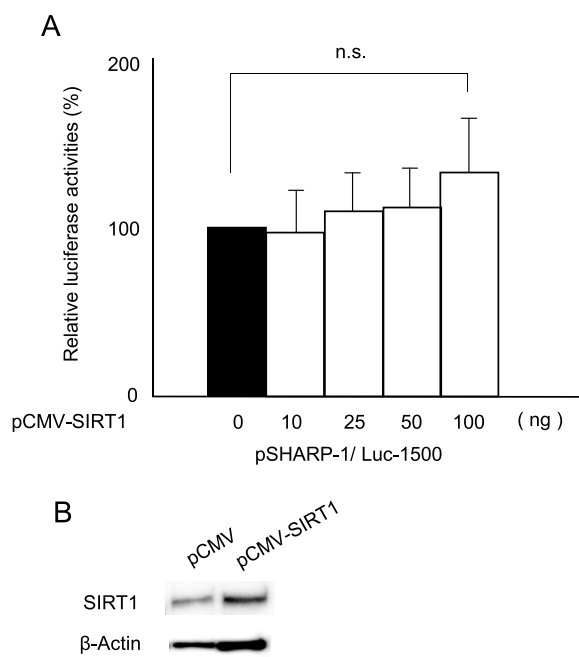 A
n.s.
Relative luciferase activities (%)
200
100
0
pCMV-SIRT1 0 10 25 50 100 ( ng )
pSHARP-1/ Luc-1500
B
pCMV pCMV-SIRT1
SIRT1
β-Actin